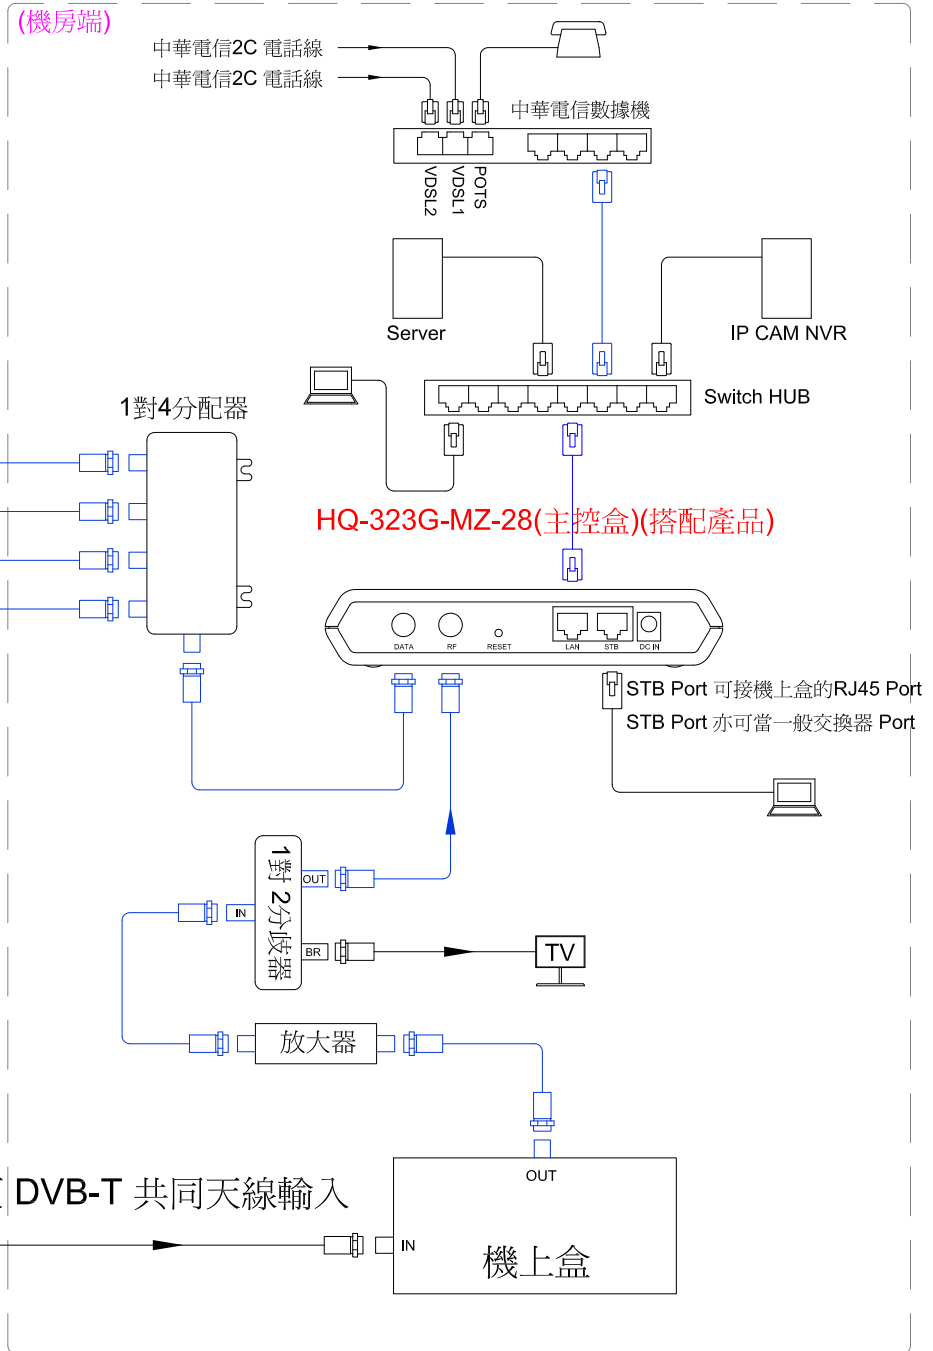 (機房端)
中華電信2C 電話線
中華電信2C 電話線
中華電信數據機
VDSL2
VDSL1
POTS
Server
IP CAM NVR
Switch HUB
1對4分配器
HQ-323G-MZ-28(主控盒)(搭配產品)
DATA
RF
RESET
LAN
STB
DC IN
STB Port 可接機上盒的RJ45 Port
STB Port 亦可當一般交換器 Port
1對 2分歧器
OUT
IN
BR
TV
放大器
OUT
DVB-T 共同天線輸入
IN
機上盒